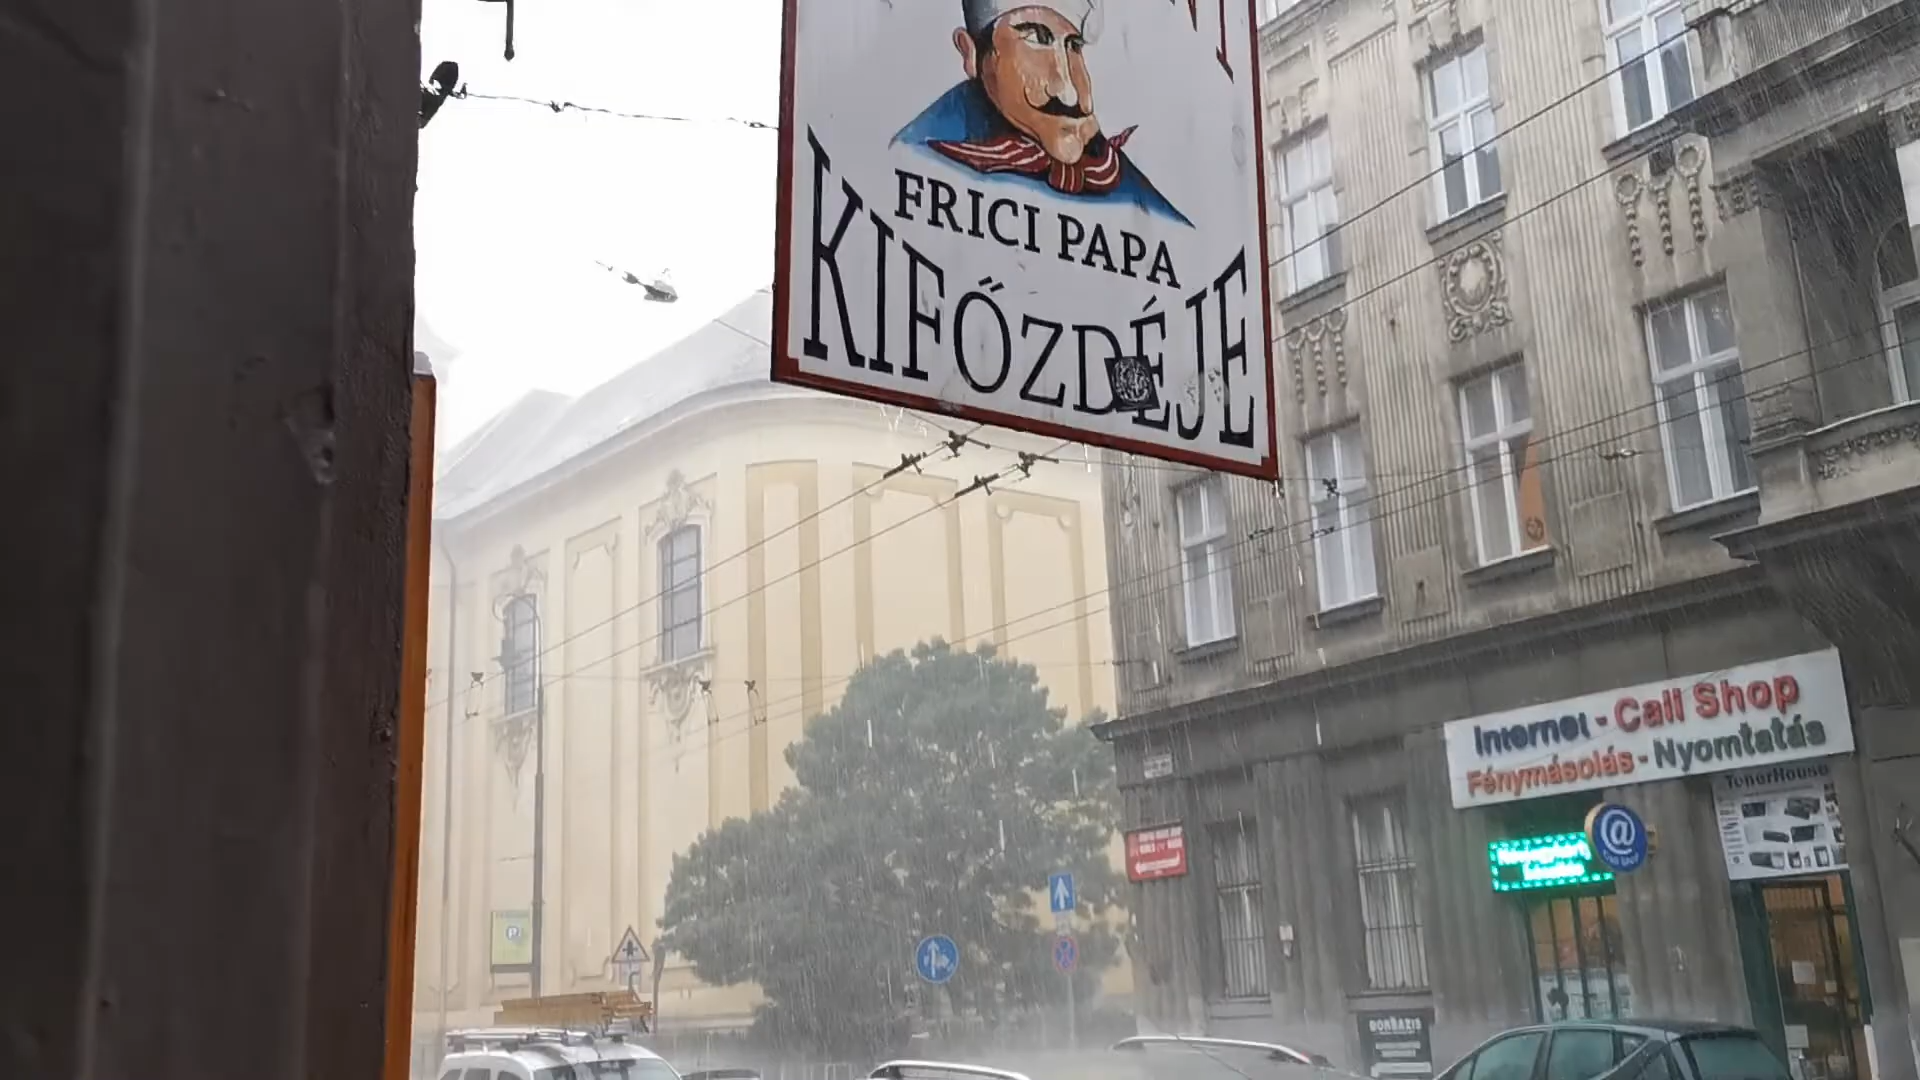 FRICI PAPA
KIFŐZDÉJE
Internet - Call Shop
Fénymásolás - Nyomtatás
TonerHouse
@
P